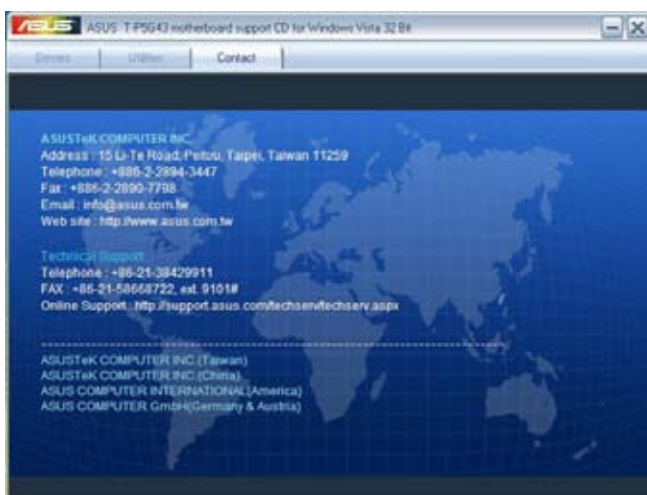 ASUS ASUS T-P5G43 motherboard support CD for Windows Vista 32 Bit
Drivers Utilities Contact
ASUSTeK COMPUTER INC.
Address : 15 Li-Te Road, Peitou, Taipei, Taiwan 11259
Telephone : +886-2-2894-3447
Fax : +886-2-2890-7798
Email : info@asus.com.tw
Web site : http://www.asus.com.tw
Technical Support
Telephone : +86-21-38429911
FAX : +86-21-58668722, ext. 9101#
Online Support : http://support.asus.com/techserv/techserv.aspx
ASUSTeK COMPUTER INC.(Taiwan)
ASUSTeK COMPUTER INC.(China)
ASUS COMPUTER INTERNATIONAL(America)
ASUS COMPUTER GmbH(Germany & Austria)